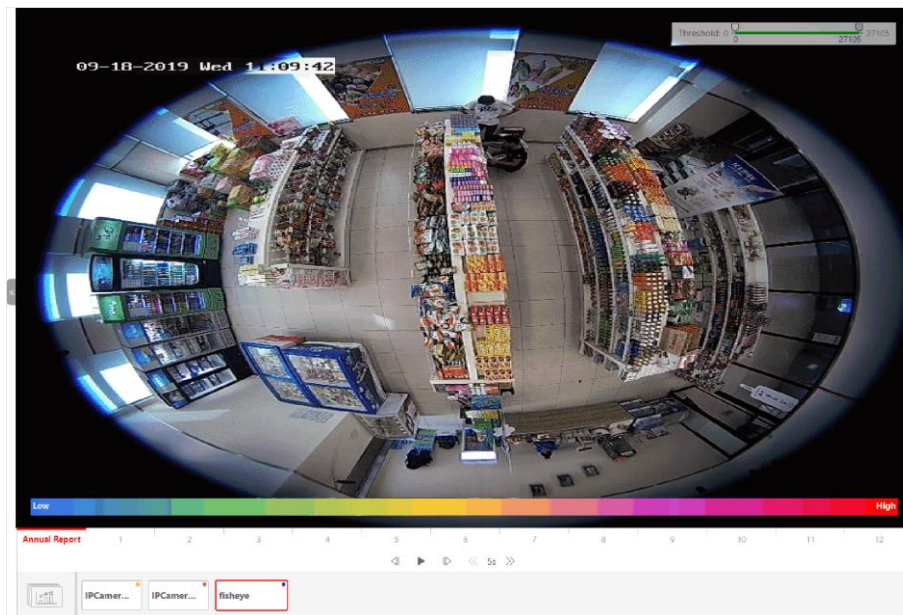 Threshold: 0
27105
0
27105
09-18-2019 Wed 11:09:42
Low
High
Annual Report 1 2 3 4 5 6 7 8 9 10 11 12
5s
IPCamer...
IPCamer...
fisheye